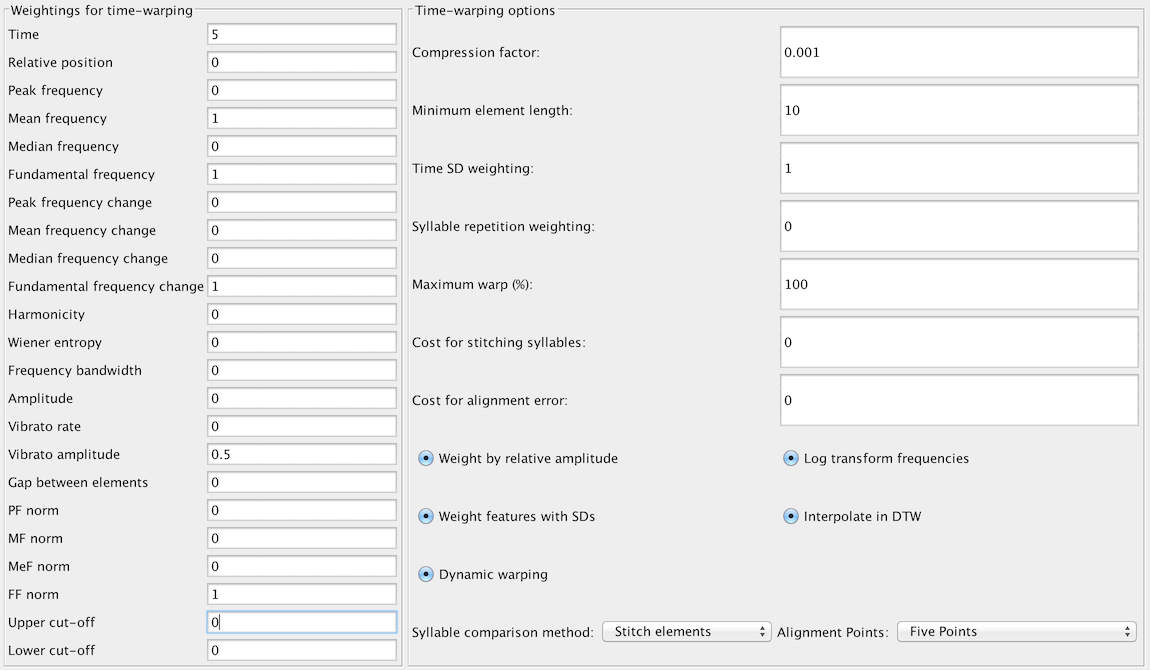 Weightings for time-warping
Time 5
Relative position 0
Peak frequency 0
Mean frequency 1
Median frequency 0
Fundamental frequency 1
Peak frequency change 0
Mean frequency change 0
Median frequency change 0
Fundamental frequency change 1
Harmonicity 0
Wiener entropy 0
Frequency bandwidth 0
Amplitude 0
Vibrato rate 0
Vibrato amplitude 0.5
Gap between elements 0
PF norm 0
MF norm 0
MeF norm 0
FF norm 1
Upper cut-off 0
Lower cut-off 0
Time-warping options
Compression factor: 0.001
Minimum element length: 10
Time SD weighting: 1
Syllable repetition weighting: 0
Maximum warp (%): 100
Cost for stitching syllables: 0
Cost for alignment error: 0
Weight by relative amplitude Log transform frequencies
Weight features with SDs Interpolate in DTW
Dynamic warping
Syllable comparison method: Stitch elements Alignment Points: Five Points